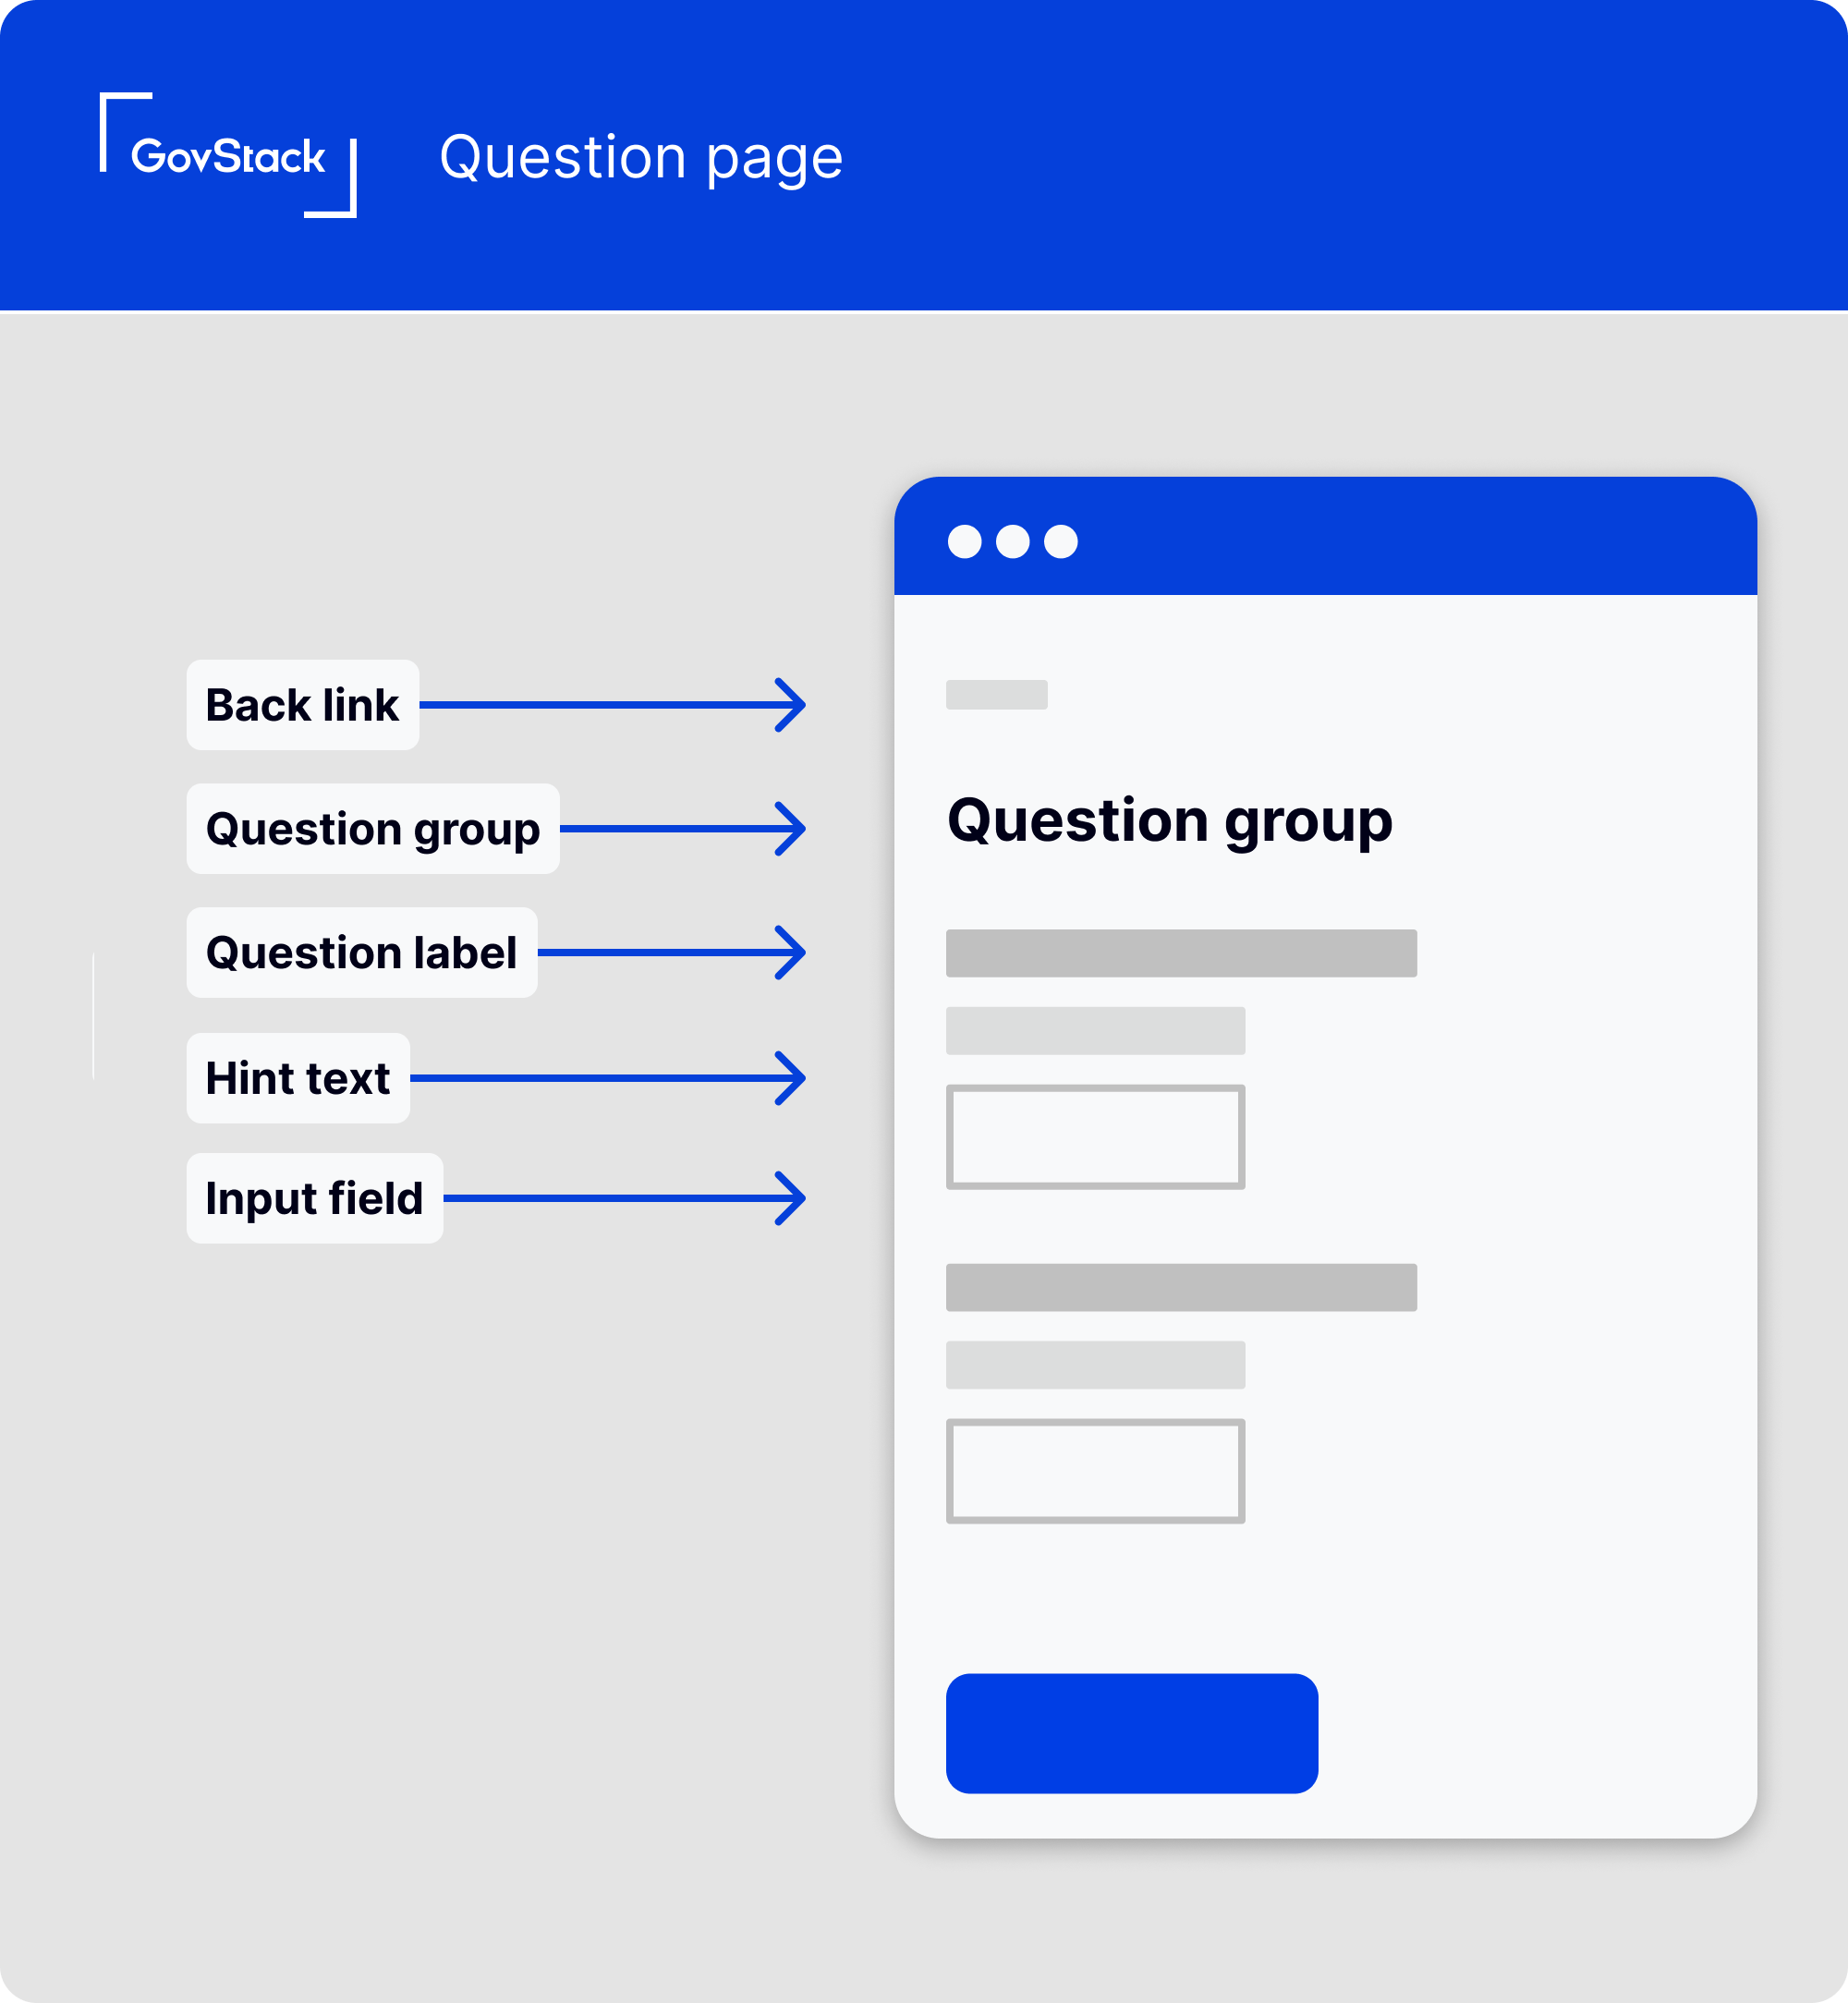 GovStack
Question page
Back link
Question group
Question group
Question label
Hint text
Input field